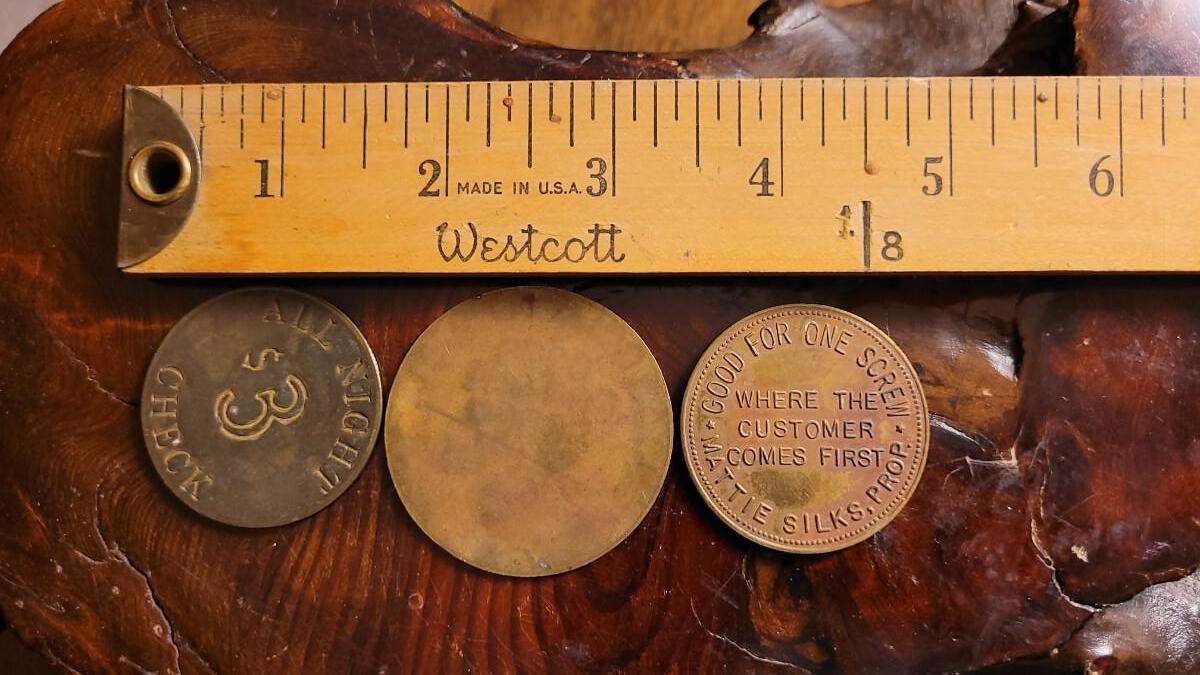 1 2 3 4 5 6
MADE IN U.S.A.
Westcott
1. 8
ALL NIGHT
$3
CHECK
GOOD FOR ONE SCREW
WHERE THE
CUSTOMER
COMES FIRST
MATTIE SILKS, PROP.